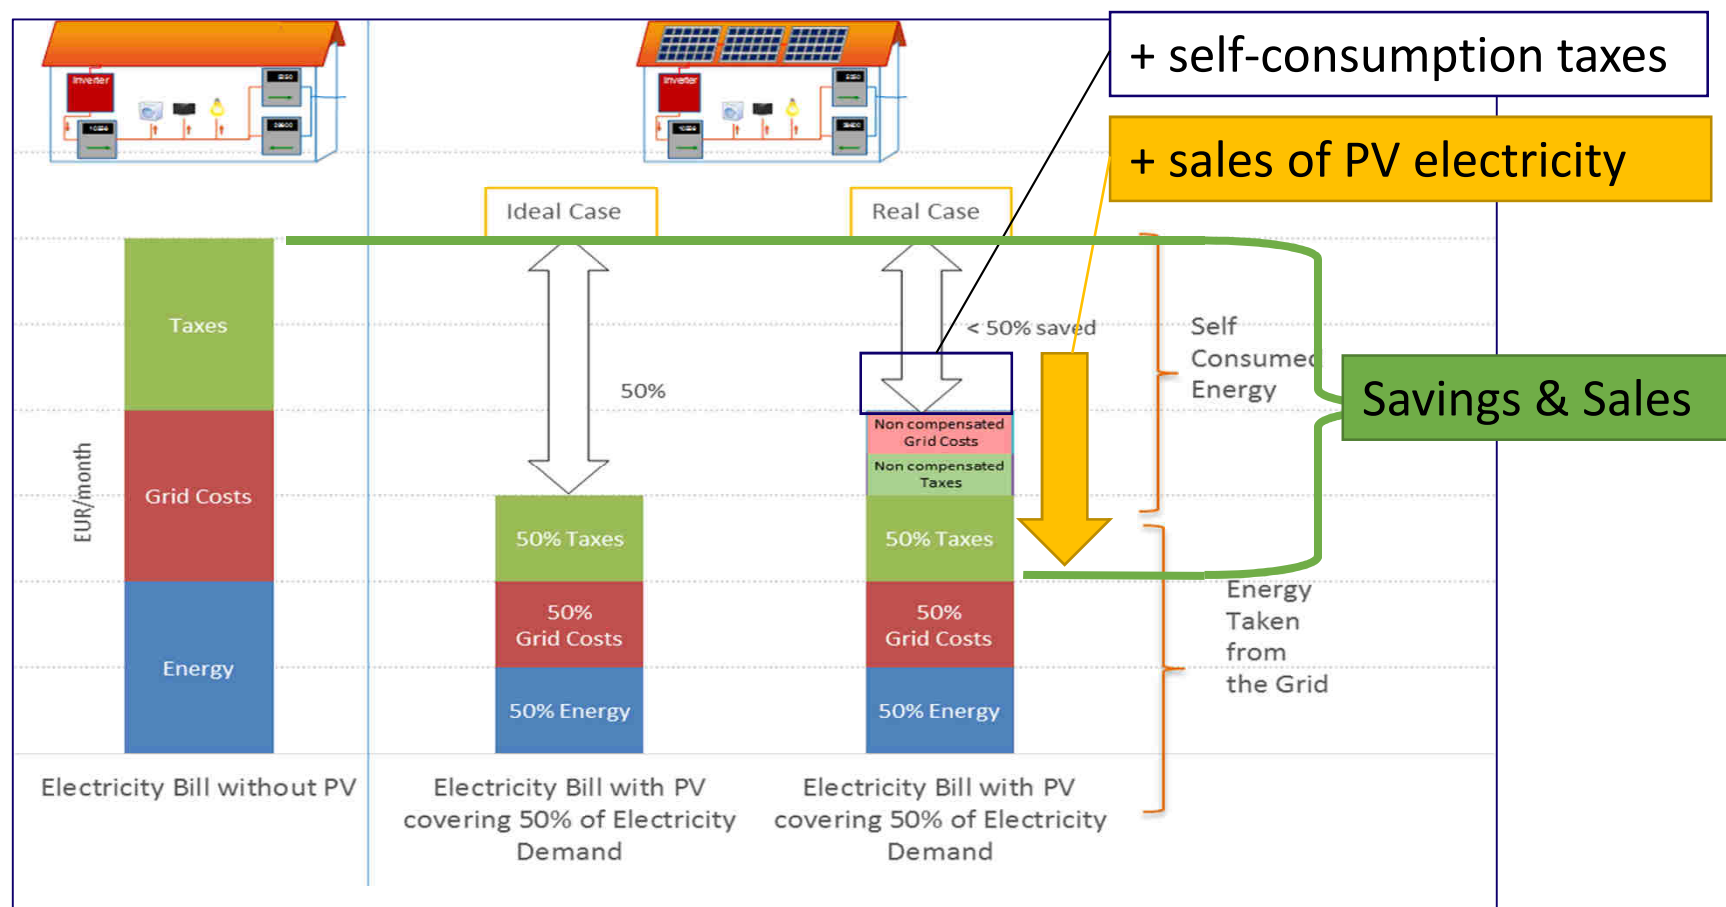 + self-consumption taxes
+ sales of PV electricity
Inverter
Inverter
Ideal Case
Real Case
Taxes
Grid Costs
Energy
EUR/month
50%
< 50% saved
Non compensated
Grid Costs
Non compensated
Taxes
50% Taxes
50%
Grid Costs
50% Energy
50% Taxes
50%
Grid Costs
50% Energy
Self
Consumed
Energy
Savings & Sales
Energy
Taken
from
the Grid
Electricity Bill without PV
Electricity Bill with PV
covering 50% of Electricity
Demand
Electricity Bill with PV
covering 50% of Electricity
Demand